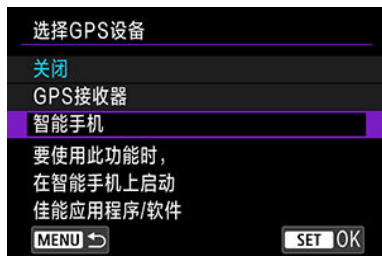 选择GPS设备
关闭
GPS接收器
智能手机
要使用此功能时，
在智能手机上启动
佳能应用程序/软件
MENU SET OK